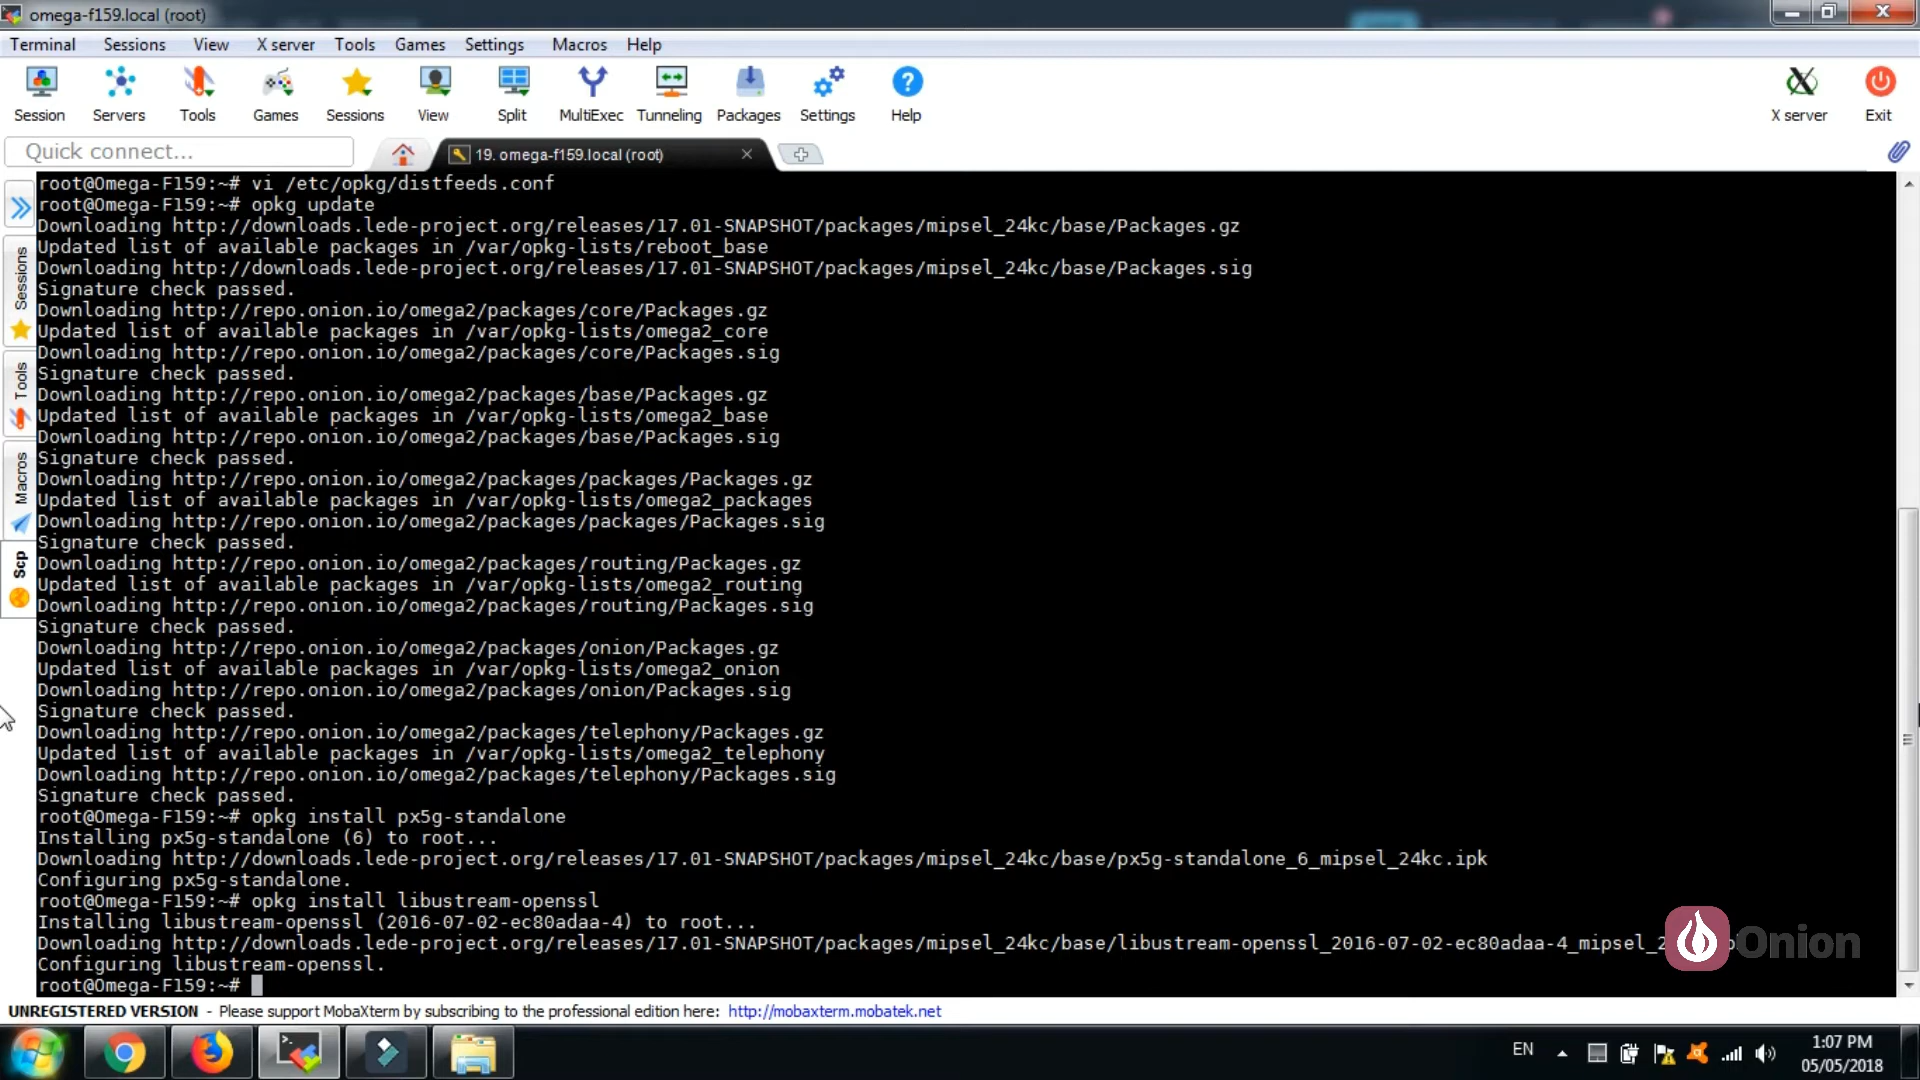 omega-f159.local (root)
Terminal Sessions View X server Tools Games Settings Macros Help
Session Servers Tools Games Sessions View Split MultiExec Tunneling Packages Settings Help X server Exit
Quick connect...
19. omega-f159.local (root)
Sessions
Tools
Macros
Scp
root@Omega-F159:~# vi /etc/opkg/distfeeds.conf
root@Omega-F159:~# opkg update
Downloading http://downloads.lede-project.org/releases/17.01-SNAPSHOT/packages/mipsel_24kc/base/Packages.gz
Updated list of available packages in /var/opkg-lists/reboot_base
Downloading http://downloads.lede-project.org/releases/17.01-SNAPSHOT/packages/mipsel_24kc/base/Packages.sig
Signature check passed.
Downloading http://repo.onion.io/omega2/packages/core/Packages.gz
Updated list of available packages in /var/opkg-lists/omega2_core
Downloading http://repo.onion.io/omega2/packages/core/Packages.sig
Signature check passed.
Downloading http://repo.onion.io/omega2/packages/base/Packages.gz
Updated list of available packages in /var/opkg-lists/omega2_base
Downloading http://repo.onion.io/omega2/packages/base/Packages.sig
Signature check passed.
Downloading http://repo.onion.io/omega2/packages/packages/Packages.gz
Updated list of available packages in /var/opkg-lists/omega2_packages
Downloading http://repo.onion.io/omega2/packages/packages/Packages.sig
Signature check passed.
Downloading http://repo.onion.io/omega2/packages/routing/Packages.gz
Updated list of available packages in /var/opkg-lists/omega2_routing
Downloading http://repo.onion.io/omega2/packages/routing/Packages.sig
Signature check passed.
Downloading http://repo.onion.io/omega2/packages/onion/Packages.gz
Updated list of available packages in /var/opkg-lists/omega2_onion
Downloading http://repo.onion.io/omega2/packages/onion/Packages.sig
Signature check passed.
Downloading http://repo.onion.io/omega2/packages/telephony/Packages.gz
Updated list of available packages in /var/opkg-lists/omega2_telephony
Downloading http://repo.onion.io/omega2/packages/telephony/Packages.sig
Signature check passed.
root@Omega-F159:~# opkg install px5g-standalone
Installing px5g-standalone (6) to root...
Downloading http://downloads.lede-project.org/releases/17.01-SNAPSHOT/packages/mipsel_24kc/base/px5g-standalone_6_mipsel_24kc.ipk
Configuring px5g-standalone.
root@Omega-F159:~# opkg install libustream-openssl
Installing libustream-openssl (2016-07-02-ec80adaa-4) to root...
Downloading http://downloads.lede-project.org/releases/17.01-SNAPSHOT/packages/mipsel_24kc/base/libustream-openssl_2016-07-02-ec80adaa-4_mipsel_2
Configuring libustream-openssl.
root@Omega-F159:~#
Onion
UNREGISTERED VERSION - Please support MobaXterm by subscribing to the professional edition here: http://mobaxterm.mobatek.net
EN
1:07 PM
05/05/2018